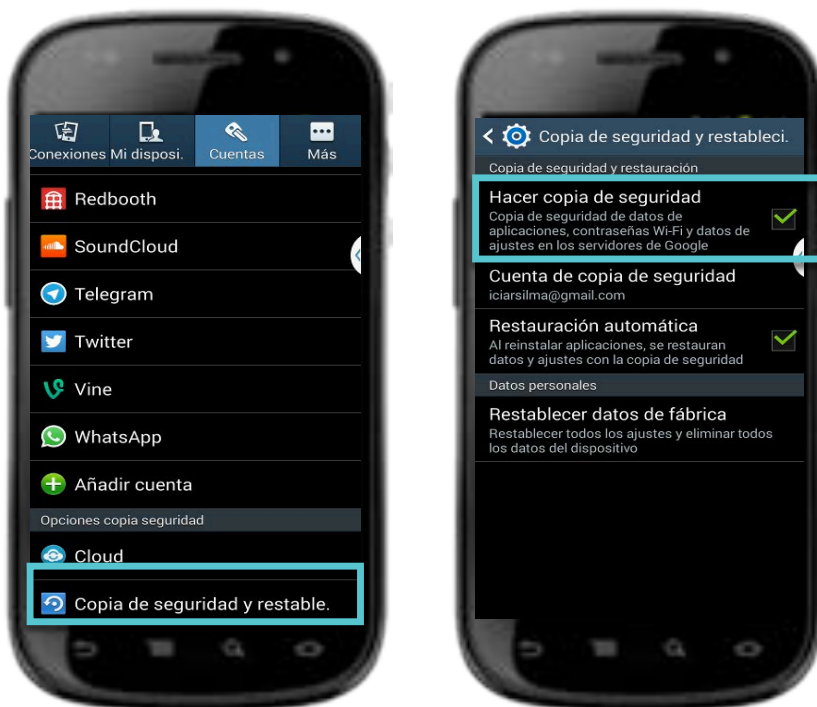 Conexiones Mi disposi. Cuentas Más
Redbooth
SoundCloud
Telegram
Twitter
Vine
WhatsApp
Añadir cuenta
Opciones copia seguridad
Cloud
Copia de seguridad y restable.
Copia de seguridad y restableci.
Copia de seguridad y restauración
Hacer copia de seguridad
Copia de seguridad de datos de
aplicaciones, contraseñas Wi-Fi y datos de
ajustes en los servidores de Google
Cuenta de copia de seguridad
iciarsilma@gmail.com
Restauración automática
Al reinstalar aplicaciones, se restauran
datos y ajustes con la copia de seguridad
Datos personales
Restablecer datos de fábrica
Restablecer todos los ajustes y eliminar todos
los datos del dispositivo